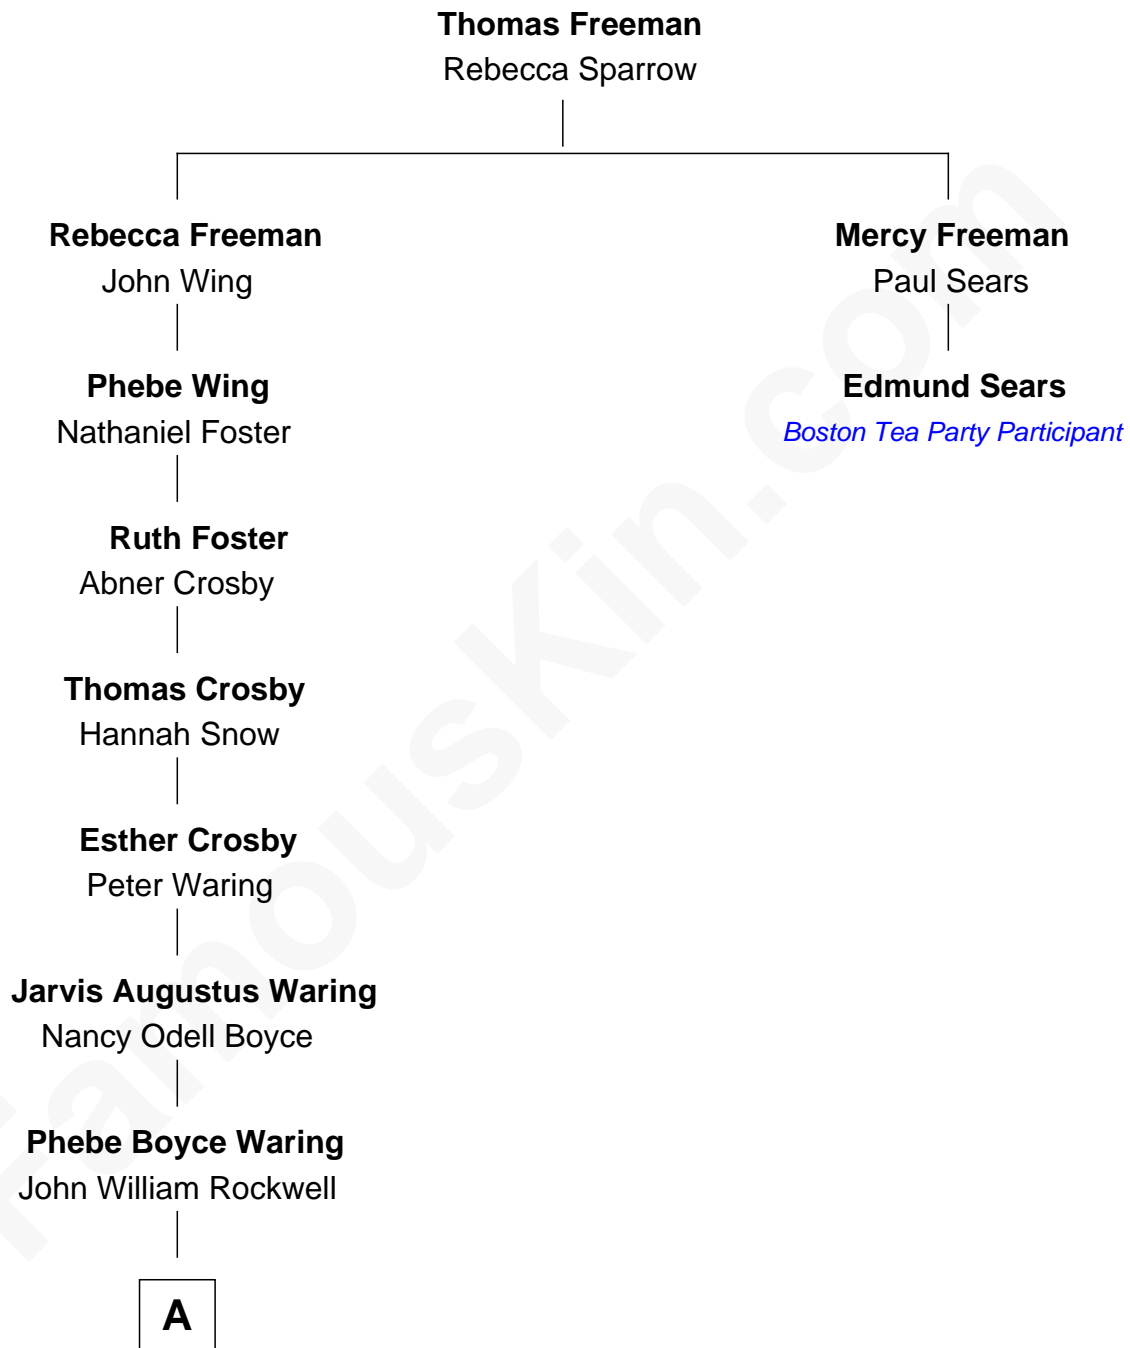 Thomas Freeman
Rebecca Sparrow
Rebecca Freeman
John Wing
Mercy Freeman
Paul Sears
Phebe Wing
Nathaniel Foster
Edmund Sears
Boston Tea Party Participant
Ruth Foster
Abner Crosby
Thomas Crosby
Hannah Snow
Esther Crosby
Peter Waring
Jarvis Augustus Waring
Nancy Odell Boyce
Phebe Boyce Waring
John William Rockwell
A
FamousKin.com